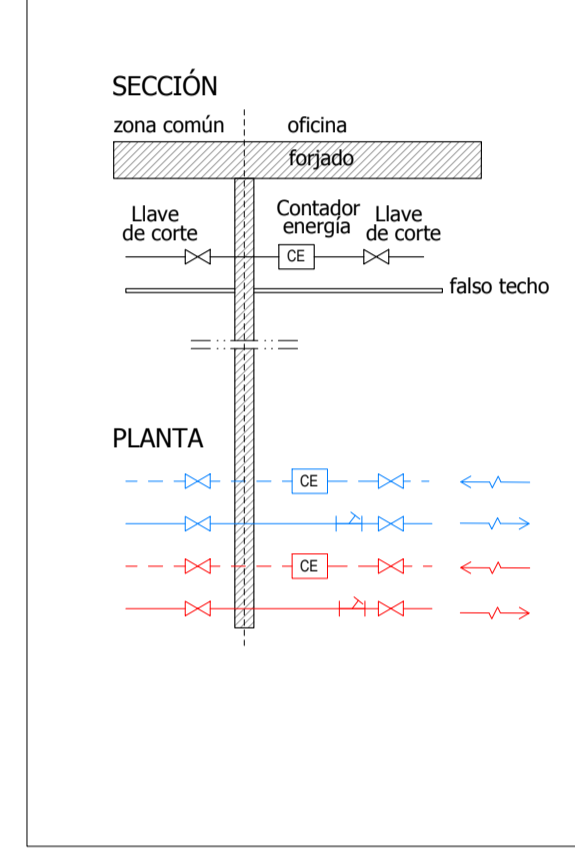 SECCIÓN
zona común
oficina
forjado
Llave
de corte
Contador
energía
Llave
de corte
CE
falso techo
PLANTA
CE
CE